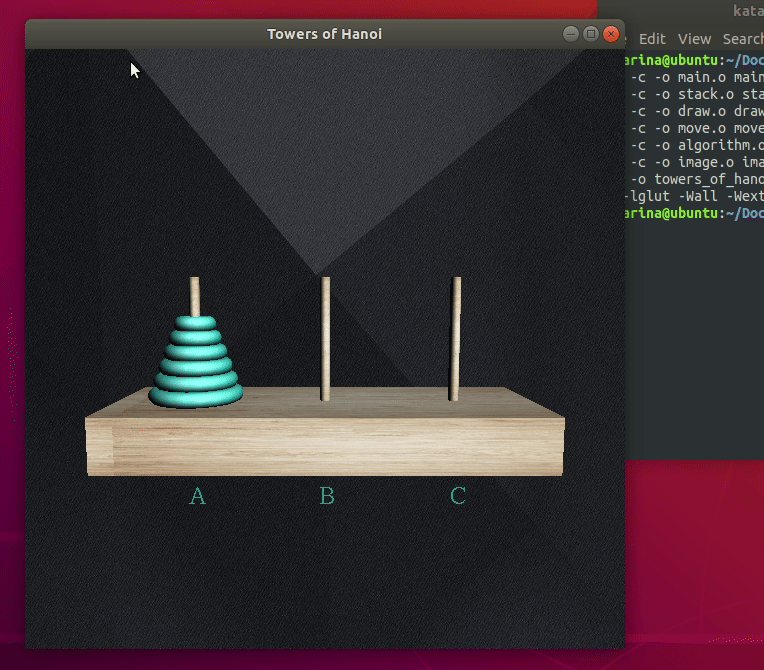 Towers of Hanoi
kata
Edit View Search
arina@ubuntu:~/Doc
-c -o main.o main
-c -o stack.o sta
-c -o draw.o draw
-c -o move.o move
-c -o algorithm.o
-c -o image.o ima
-o towers_of_hano
-lglut -Wall -Wext
arina@ubuntu:~/Doc
A B C